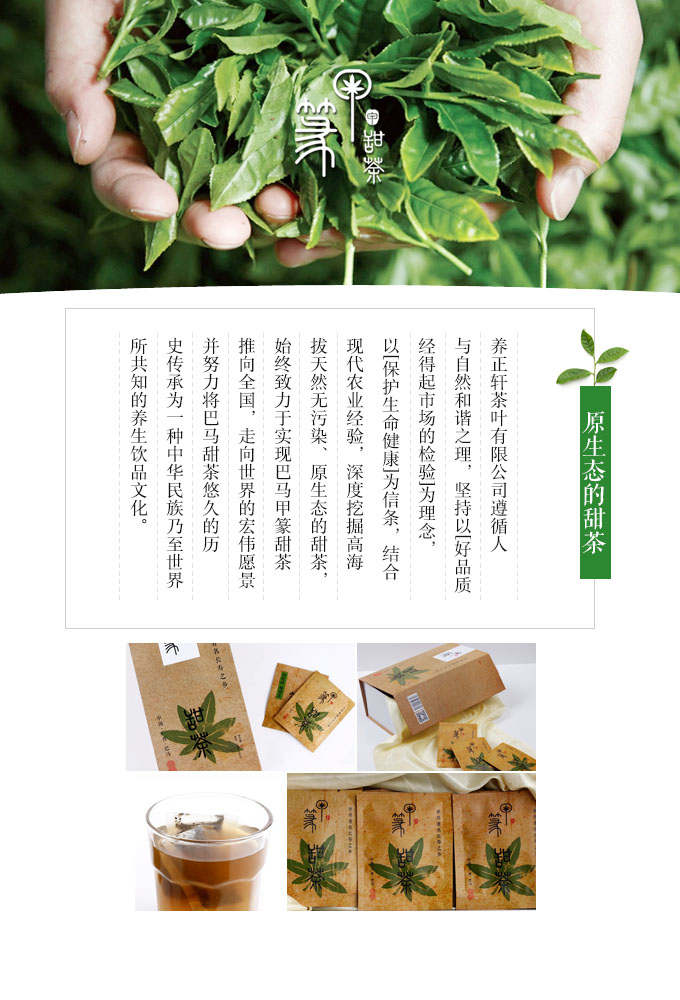 甲篆
甜茶
原生态的甜茶
养正轩茶叶有限公司遵循人
与自然和谐之理，坚持以[好品质
经得起市场的检验]为理念，
以[保护生命健康]为信条，结合
现代农业经验，深度挖掘高海
拔天然无污染、原生态的甜茶，
始终致力于实现巴马甲篆甜茶
推向全国，走向世界的宏伟愿景
并努力将巴马甜茶悠久的历
史传承为一种中华民族乃至世界
所共知的养生饮品文化。
篆
长寿之乡
甜茶
甲篆
甜茶
甲篆
甜茶
甲篆
甜茶